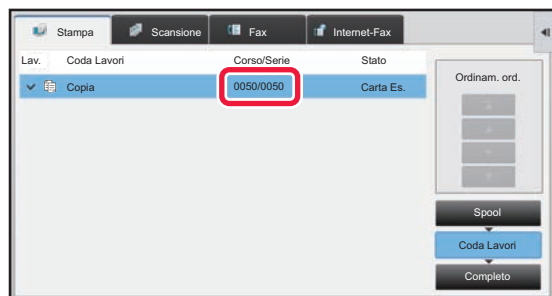 Stampa Scansione Fax Internet-Fax
Lav. Coda Lavori Corso/Serie Stato
Copia 0050/0050 Carta Es.
Ordinam. ord.
Spool
Coda Lavori
Completo